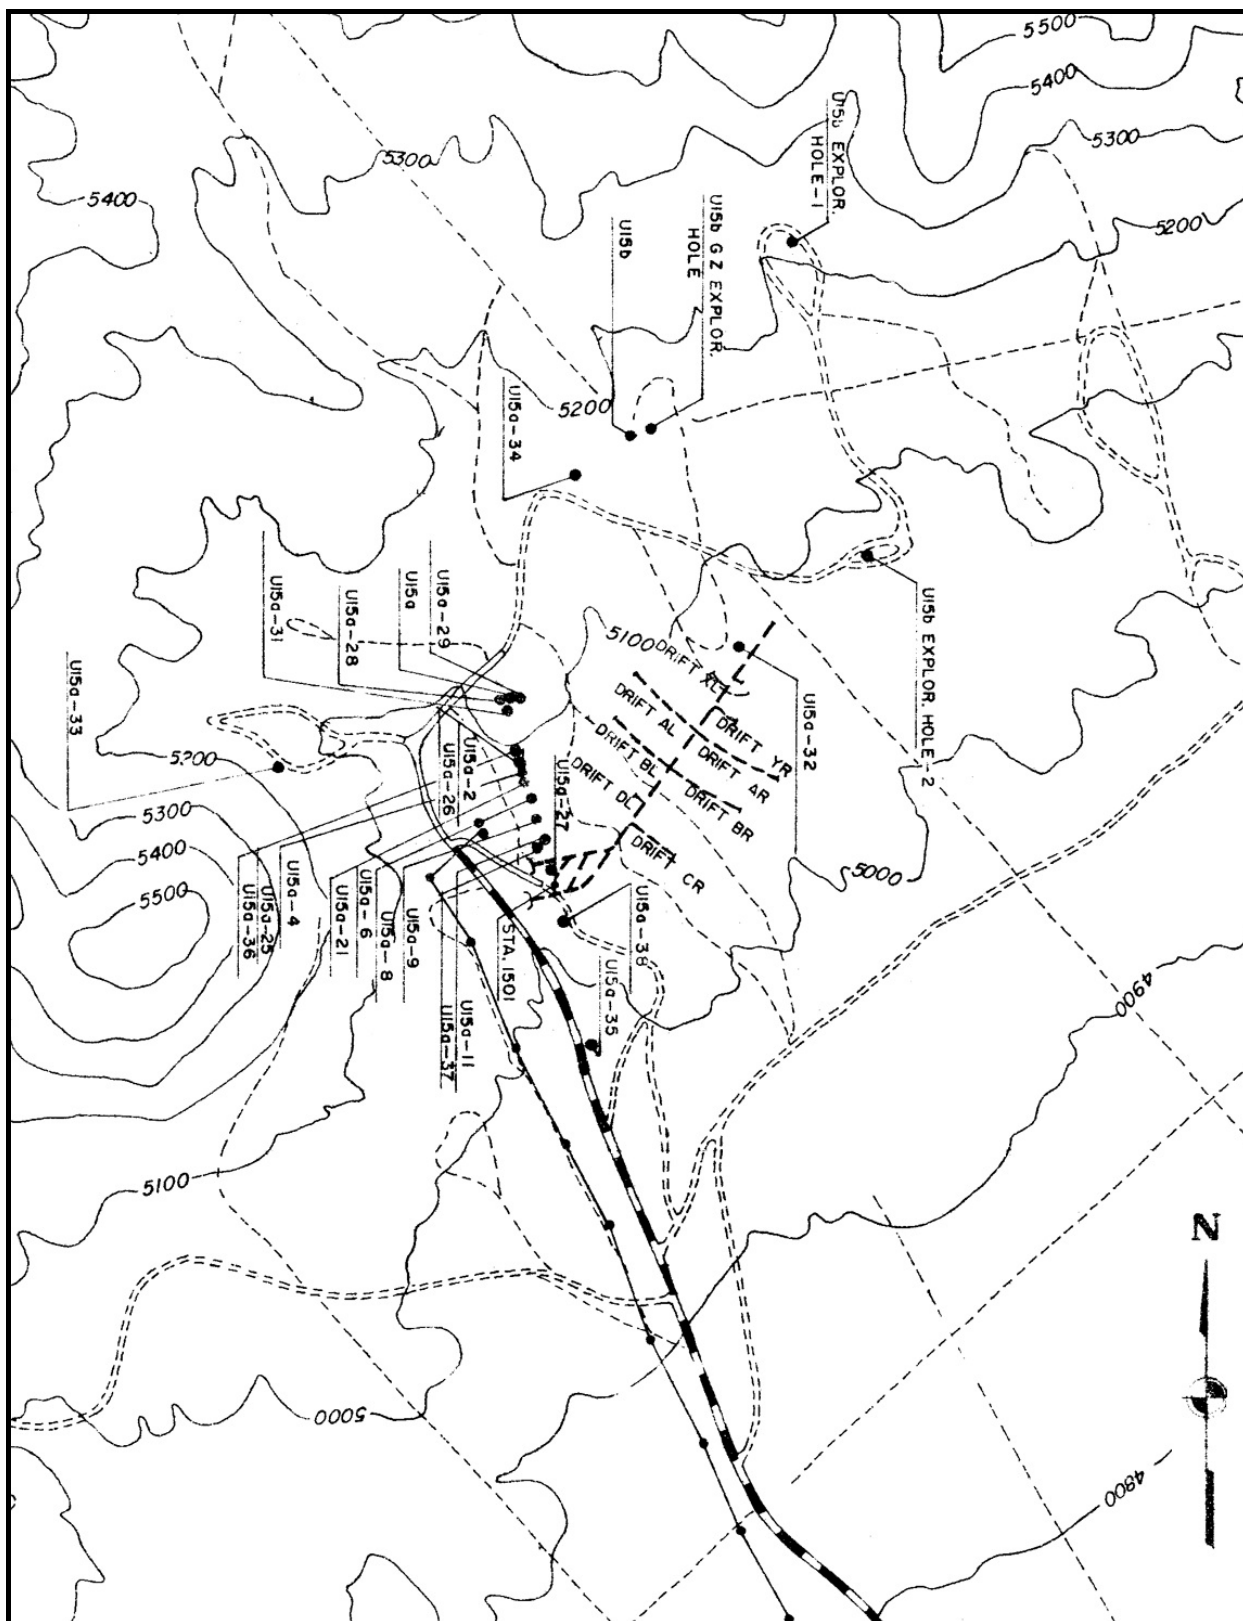 5500
5400
5300
5200
5300
5400
U15b EXPLOR.
HOLE-1
U15b G Z EXPLOR.
HOLE
U15b
5200
U15a-34
U15b EXPLOR. HOLE-2
U15a-32
5100
DRIFT XL
DRIFT YR
DRIFT AL
DRIFT AR
DRIFT BL
DRIFT BR
DRIFT DL
DRIFT CR
U15a-29
U15a
U15a-28
U15a-31
U15a-33
U15a-2
U15a-26
U15a-27
5200
5300
5400
5500
U15a-4
U15a-25
U15a-36
U15a-6
U15a-21
U15a-9
U15a-8
STA. 1501
U15a-11
U15a-37
U15a-38
U15a-35
5000
4900
5100
N
5000
4800